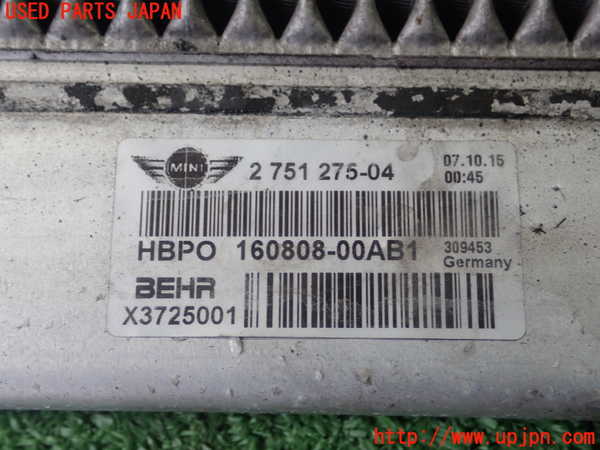 USED PARTS JAPAN
MINI
2 751 275-04
07.10.15
00:45
HBPO 160808-00AB1
309453
Germany
BEHR
X3725001
http://www.upjpn.com